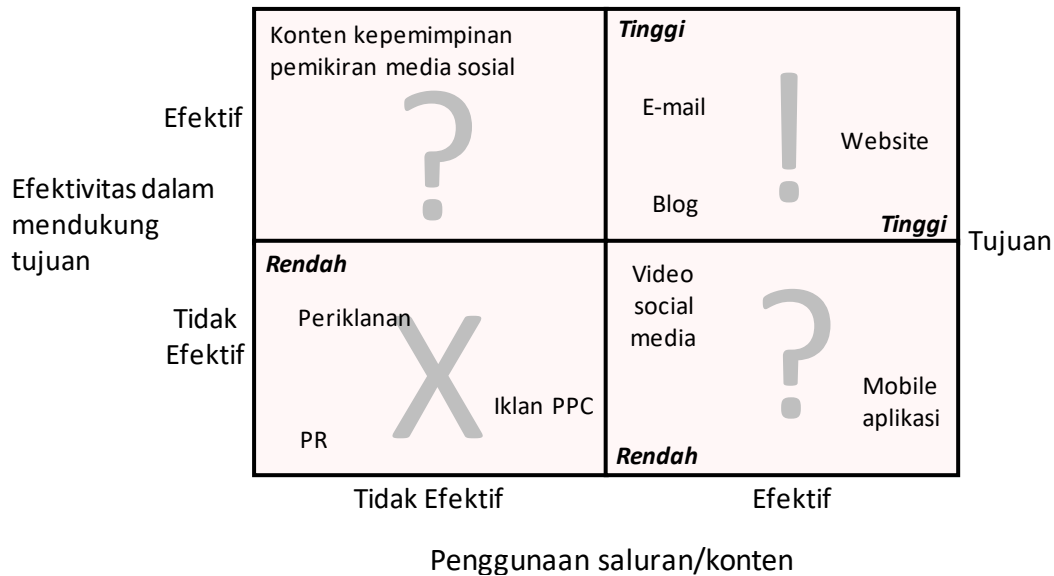 Konten kepemimpinan
pemikiran media sosial
?
Tinggi
E-mail
!
Website
Blog
Tinggi
Efektif
Efektivitas dalam
mendukung
tujuan
Tujuan
Rendah
Periklanan
X
Iklan PPC
PR
Video
social
media
?
Mobile
aplikasi
Rendah
Tidak
Efektif
Tidak Efektif
Efektif
Penggunaan saluran/konten